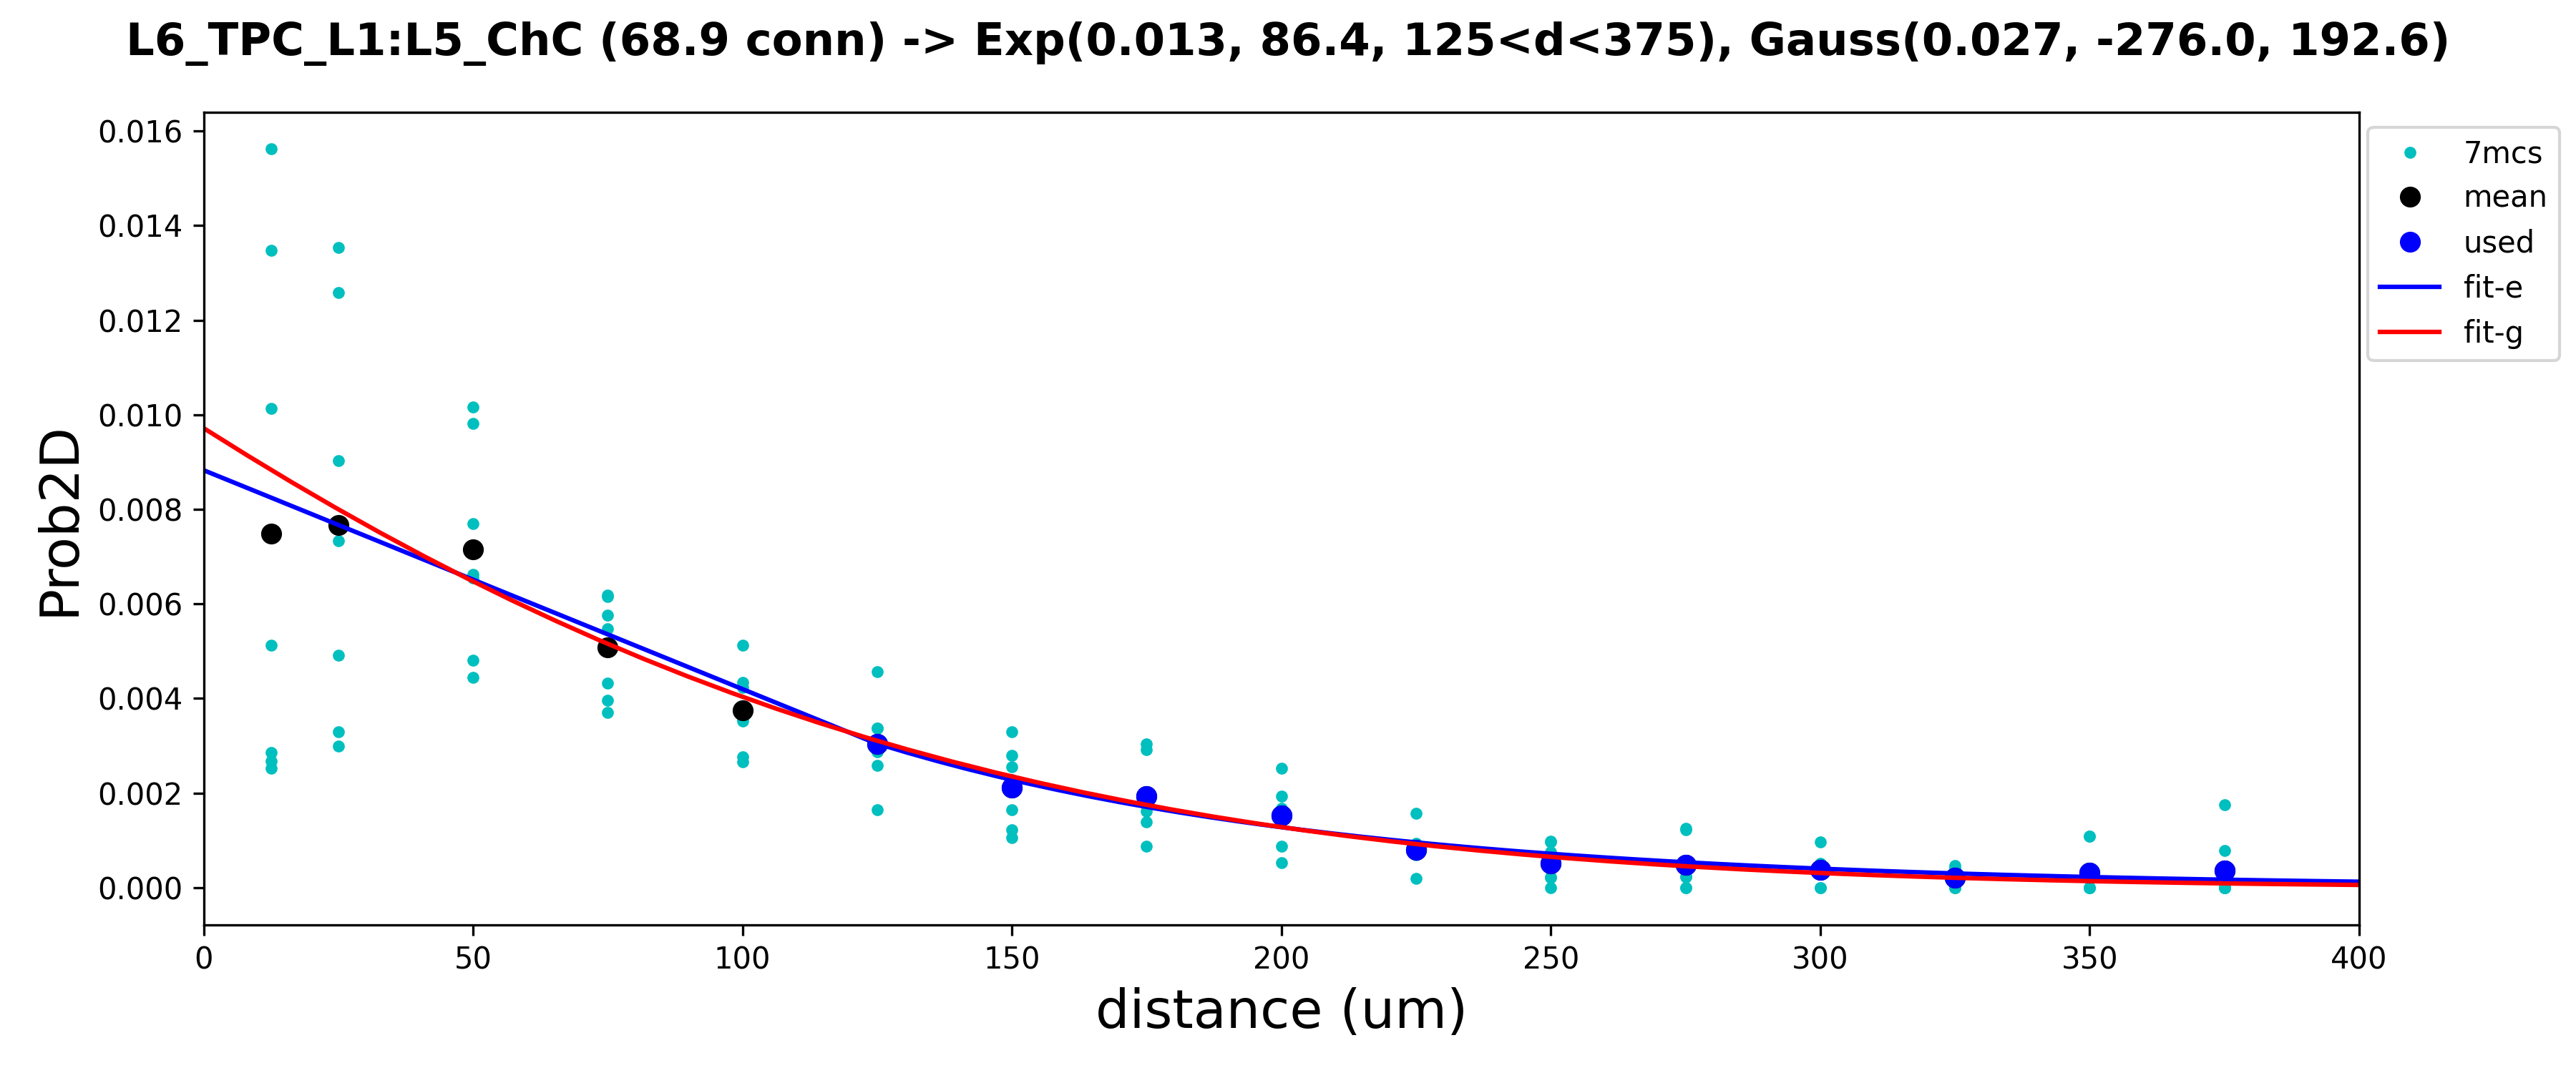 L6_TPC_L1:L5_ChC (68.9 conn) -> Exp(0.013, 86.4, 125<d<375), Gauss(0.027, -276.0, 192.6)
0.016
0.014
0.012
0.010
0.008
0.006
0.004
0.002
0.000
Prob2D
0 50 100 150 200 250 300 350 400
distance (um)
7mcs
mean
used
fit-e
fit-g